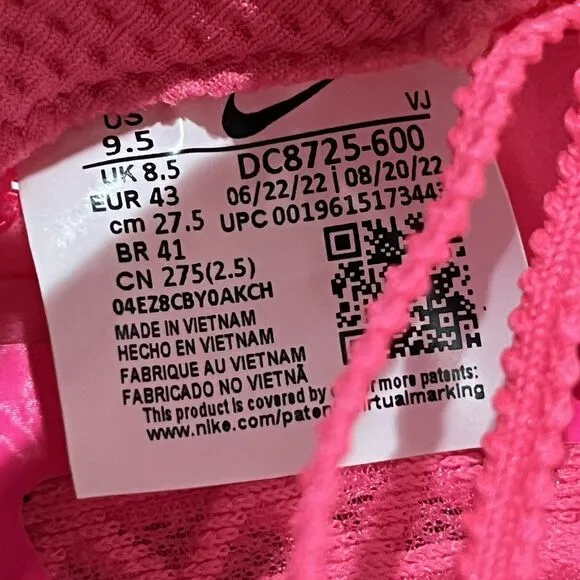 US
9.5
VJ
UK 8.5
DC8725-600
EUR 43
06/22/22 | 08/20/22
cm 27.5
UPC 0019615173443
BR 41
CN 275(2.5)
04EZ8CBY0AKCH
MADE IN VIETNAM
HECHO EN VIETNAM
FABRIQUE AU VIETNAM
FABRICADO NO VIETNÃ
This product is covered by more patents:
www.nike.com/paten virtualmarking